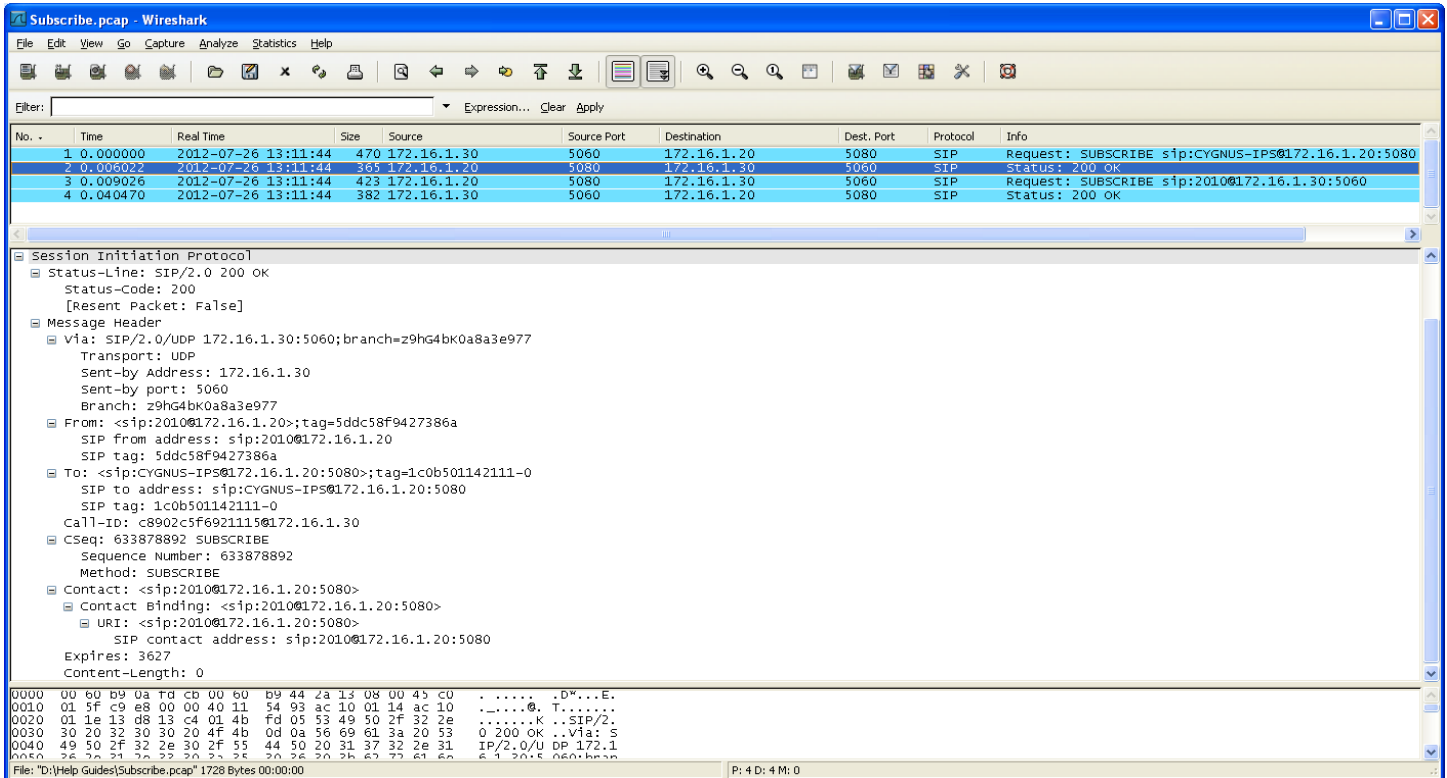 Subscribe.pcap - Wireshark
File Edit View Go Capture Analyze Statistics Help
Filter: Expression... Clear Apply
No. Time Real Time Size Source Source Port Destination Dest. Port Protocol Info
1 0.000000 2012-07-26 13:11:44 470 172.16.1.30 5060 172.16.1.20 5080 SIP Request: SUBSCRIBE sip:CYGNUS-IPS@172.16.1.20:5080
2 0.006022 2012-07-26 13:11:44 365 172.16.1.20 5080 172.16.1.30 5060 SIP Status: 200 OK
3 0.009026 2012-07-26 13:11:44 423 172.16.1.20 5080 172.16.1.30 5060 SIP Request: SUBSCRIBE sip:2010@172.16.1.30:5060
4 0.040470 2012-07-26 13:11:44 382 172.16.1.30 5060 172.16.1.20 5080 SIP Status: 200 OK
Session Initiation Protocol
Status-Line: SIP/2.0 200 OK
Status-Code: 200
[Resent Packet: False]
Message Header
Via: SIP/2.0/UDP 172.16.1.30:5060;branch=z9hG4bK0a8a3e977
Transport: UDP
Sent-by Address: 172.16.1.30
Sent-by port: 5060
Branch: z9hG4bK0a8a3e977
From: <sip:2010@172.16.1.20>;tag=5ddc58f9427386a
SIP from address: sip:2010@172.16.1.20
SIP tag: 5ddc58f9427386a
To: <sip:CYGNUS-IPS@172.16.1.20:5080>;tag=1c0b501142111-0
SIP to address: sip:CYGNUS-IPS@172.16.1.20:5080
SIP tag: 1c0b501142111-0
Call-ID: c8902c5f6921115@172.16.1.30
CSeq: 633878892 SUBSCRIBE
Sequence Number: 633878892
Method: SUBSCRIBE
Contact: <sip:2010@172.16.1.20:5080>
Contact Binding: <sip:2010@172.16.1.20:5080>
URI: <sip:2010@172.16.1.20:5080>
SIP contact address: sip:2010@172.16.1.20:5080
Expires: 3627
Content-Length: 0
0000 00 60 b9 0a fd cb 00 60 b9 44 2a 13 08 00 45 c0 . ..... .D*...E.
0010 01 5f c9 e8 00 00 40 11 54 93 ac 10 01 14 ac 10 ._....@. T.......
0020 01 1e 13 d8 13 c4 01 4b fd 05 53 49 50 2f 32 2e .......K ..SIP/2.
0030 30 20 32 30 30 20 4f 4b 0d 0a 56 69 61 3a 20 53 0 200 OK ..Via: S
0040 49 50 2f 32 2e 30 2f 55 44 50 20 31 37 32 2e 31 IP/2.0/U DP 172.1
File: "D:\Help Guides\Subscribe.pcap" 1728 Bytes 00:00:00 P: 4 D: 4 M: 0